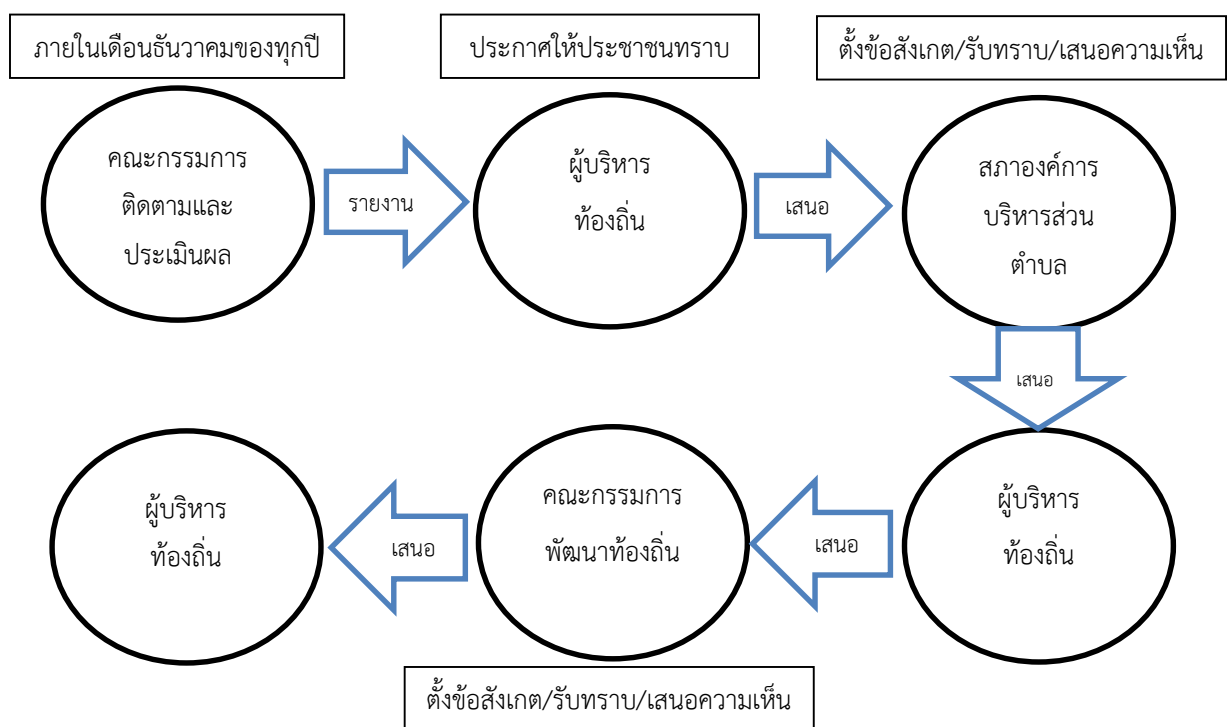 ภายในเดือนธันวาคมของทุกปี
ประกาศให้ประชาชนทราบ
ตั้งข้อสังเกต/รับทราบ/เสนอความเห็น
คณะกรรมการ
ติดตามและ
ประเมินผล
รายงาน
ผู้บริหาร
ท้องถิ่น
เสนอ
สภาองค์การ
บริหารส่วน
ตำบล
เสนอ
ผู้บริหาร
ท้องถิ่น
เสนอ
คณะกรรมการ
พัฒนาท้องถิ่น
เสนอ
ผู้บริหาร
ท้องถิ่น
ตั้งข้อสังเกต/รับทราบ/เสนอความเห็น